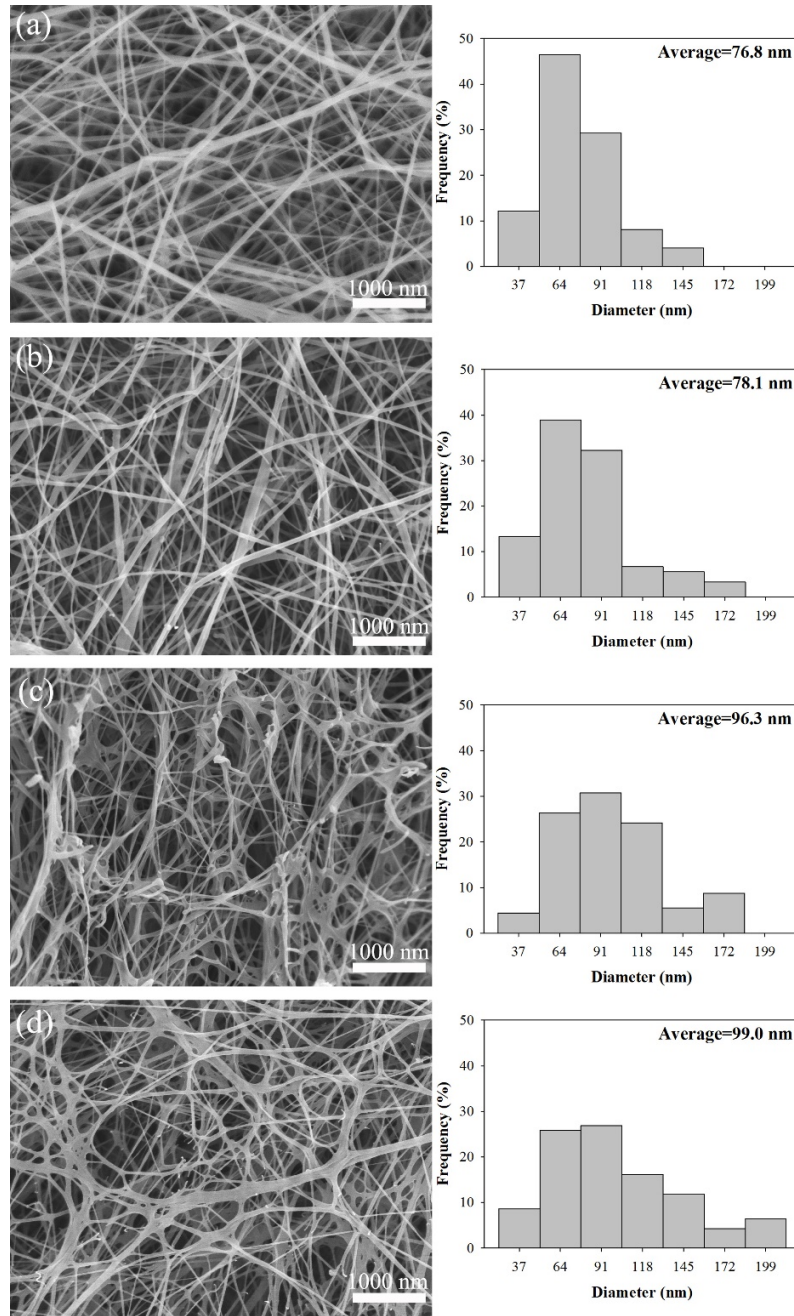 (a)
1000 nm
Average=76.8 nm
50
40
30
20
10
0
Frequency (%)
37 64 91 118 145 172 199
Diameter (nm)
(b)
1000 nm
Average=78.1 nm
50
40
30
20
10
0
Frequency (%)
37 64 91 118 145 172 199
Diameter (nm)
(c)
1000 nm
Average=96.3 nm
50
40
30
20
10
0
Frequency (%)
37 64 91 118 145 172 199
Diameter (nm)
(d)
1000 nm
Average=99.0 nm
50
40
30
20
10
0
Frequency (%)
37 64 91 118 145 172 199
Diameter (nm)